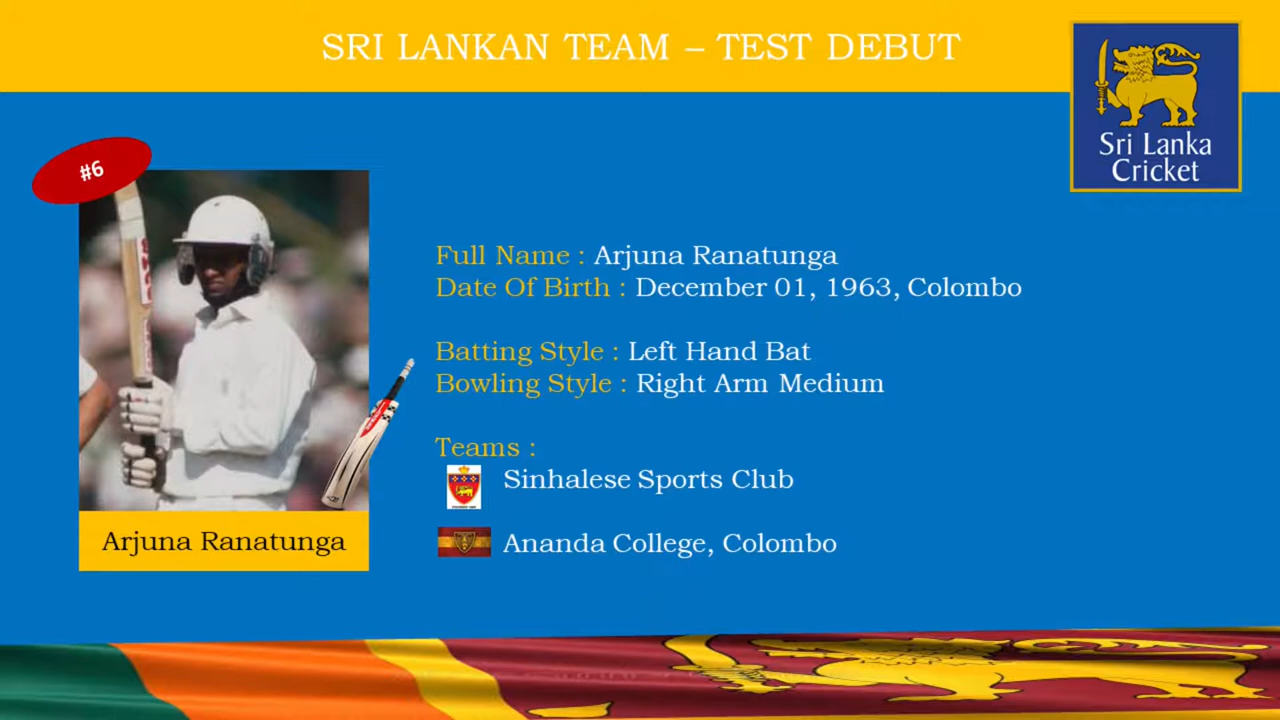 SRI LANKAN TEAM – TEST DEBUT
Sri Lanka
Cricket
#6
Full Name : Arjuna Ranatunga
Date Of Birth : December 01, 1963, Colombo
Batting Style : Left Hand Bat
Bowling Style : Right Arm Medium
Teams :
Sinhalese Sports Club
Ananda College, Colombo
Arjuna Ranatunga